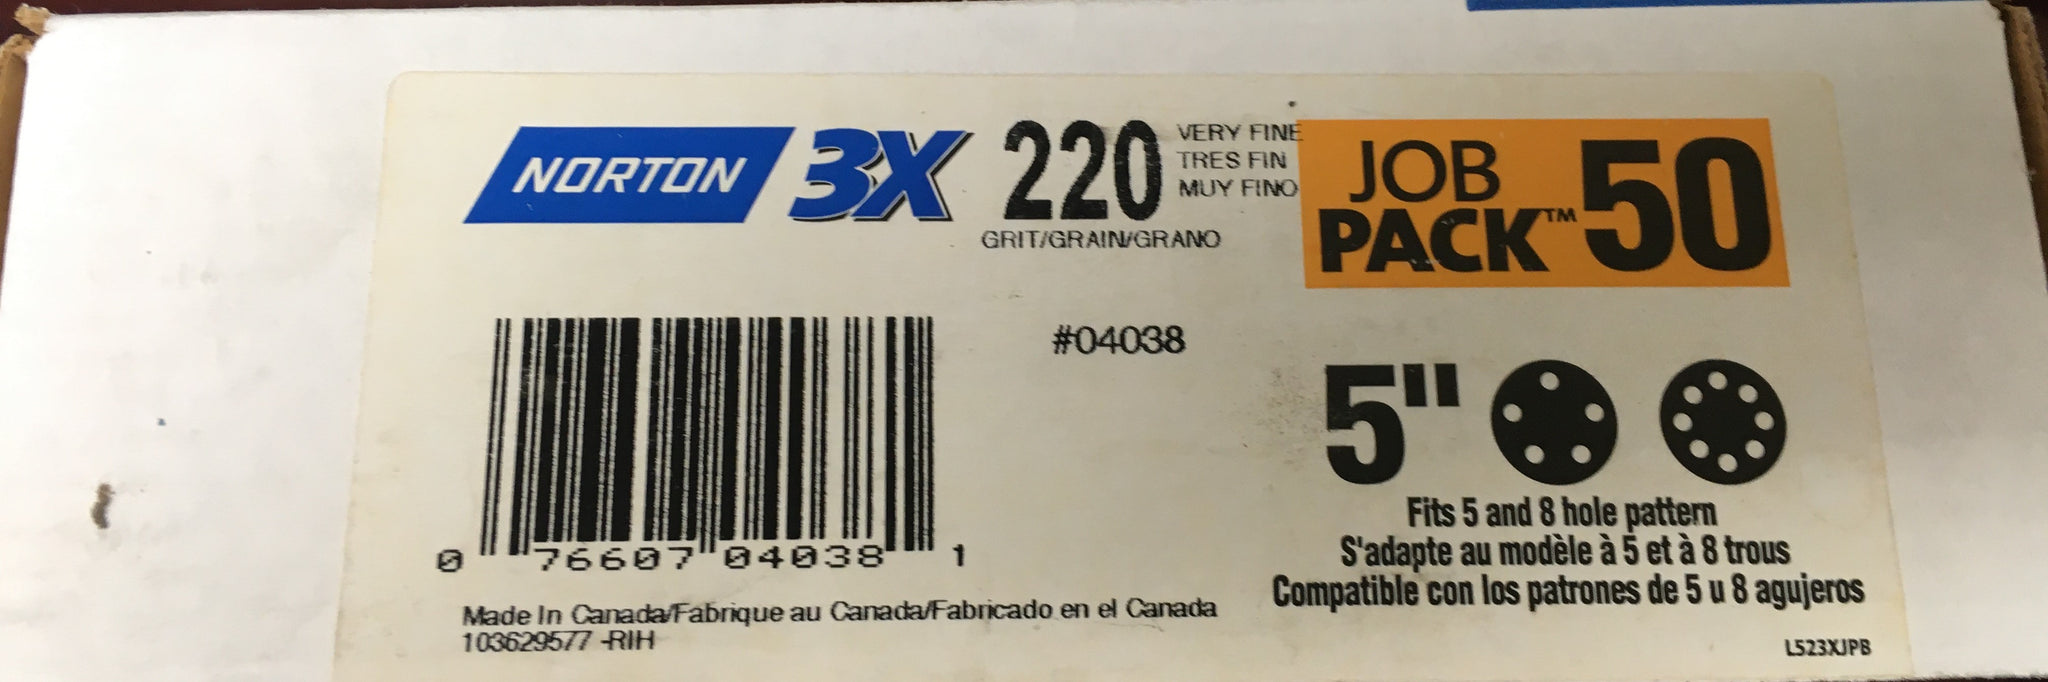 NORTON 3X 220 VERY FINE
TRES FIN
MUY FINO
GRIT/GRAIN/GRANO
JOB
PACK™ 50
#04038
5"
0 76607 04038 1
Fits 5 and 8 hole pattern
S'adapte au modèle à 5 et à 8 trous
Compatible con los patrones de 5 u 8 agujeros
Made In Canada/Fabrique au Canada/Fabricado en el Canada
103629577 -RIH
L523XJPB